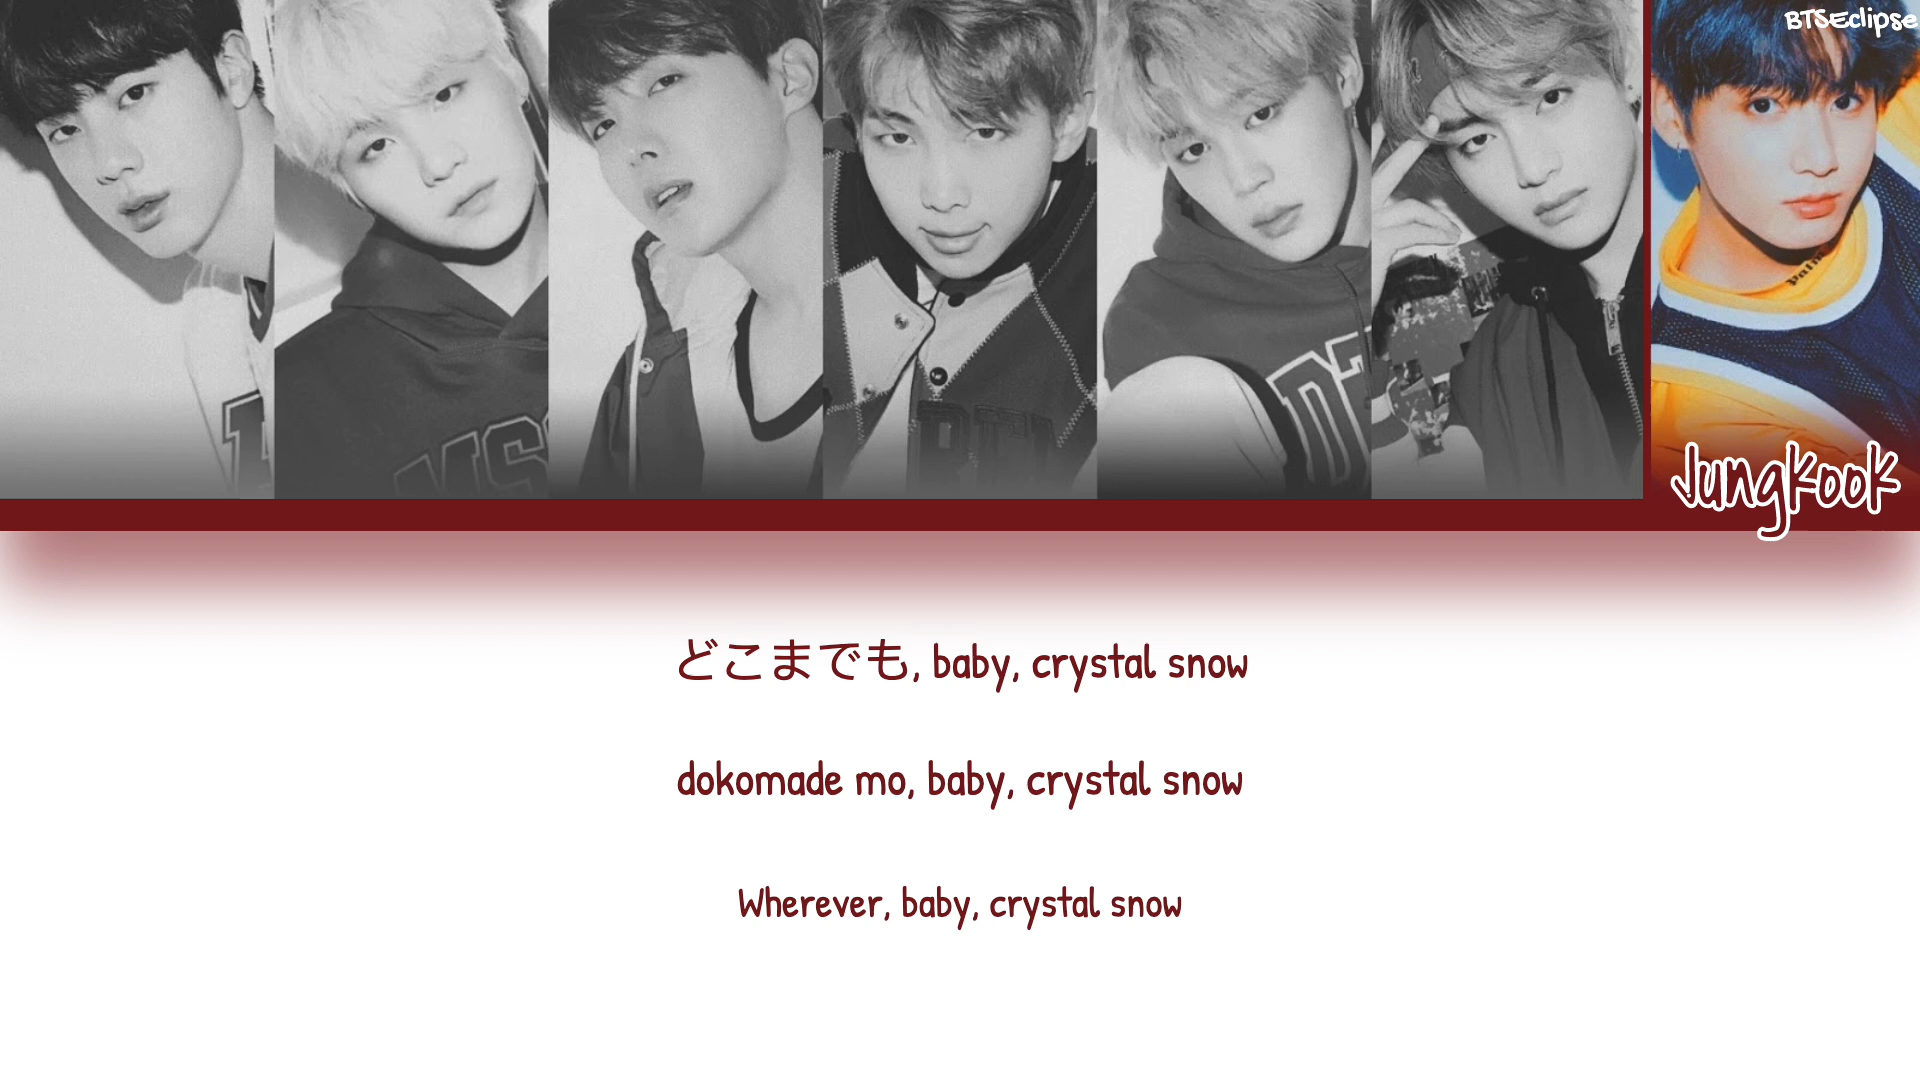 BTSEclipse
MSC
Jungkook
どこまでも, baby, crystal snow
dokomade mo, baby, crystal snow
Wherever, baby, crystal snow